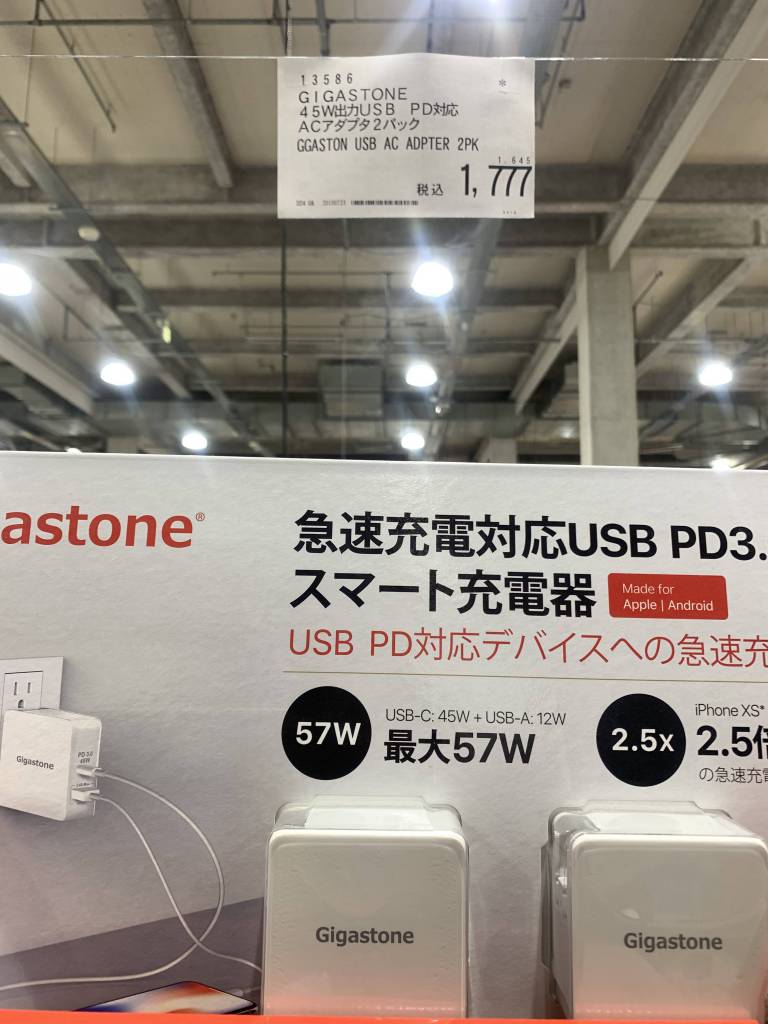 13586
*
GIGASTONE
45W出力USB PD対応
ACアダプタ2パック
GGASTON USB AC ADPTER 2PK
1,645
税込 1,777
astone®
急速充電対応USB PD3.
スマート充電器
Made for
Apple | Android
USB PD対応デバイスへの急速充
57W
USB-C: 45W + USB-A: 12W
最大57W
2.5x
iPhone XS*
2.5倍
の急速充電
Gigastone
PD 3.0
45W
Gigastone
Gigastone